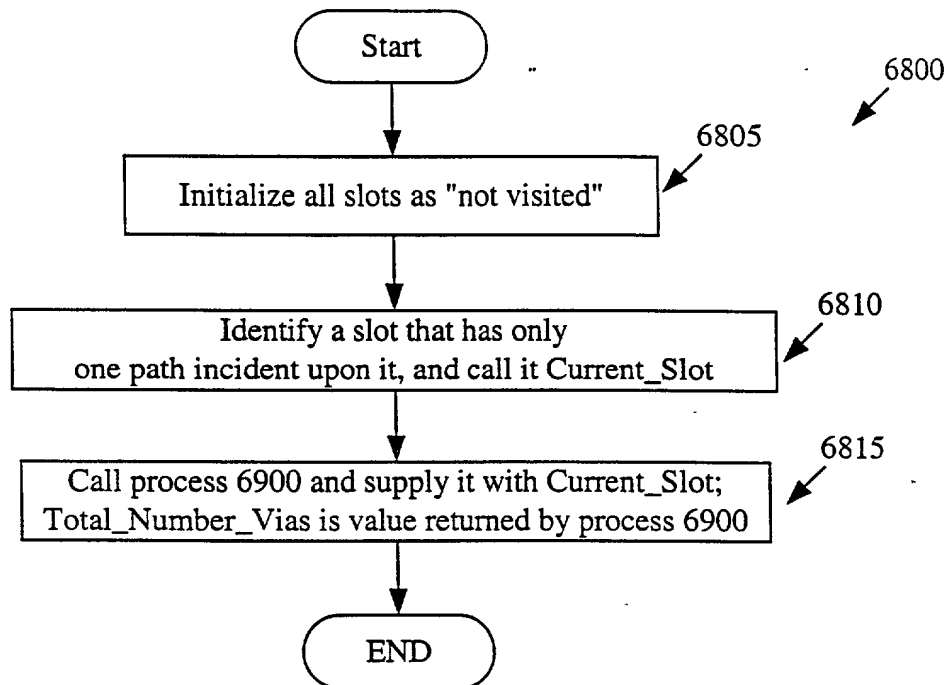 Start
6800
6805
Initialize all slots as "not visited"
6810
Identify a slot that has only
one path incident upon it, and call it Current_Slot
6815
Call process 6900 and supply it with Current_Slot;
Total_Number_Vias is value returned by process 6900
END